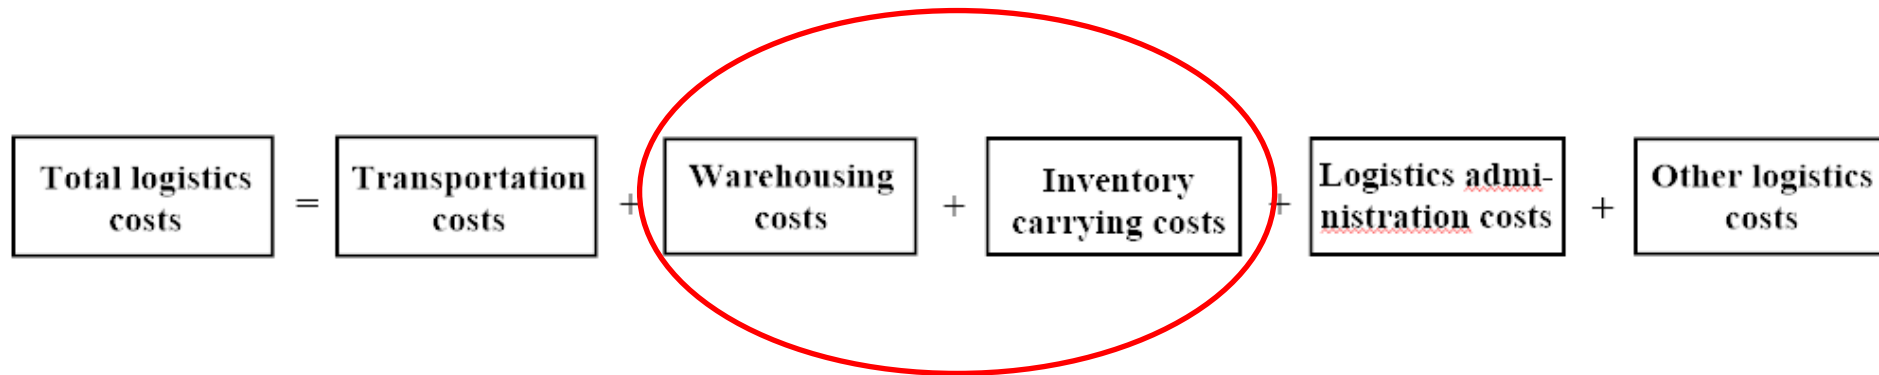 Total logistics
costs
=
Transportation
costs
+
Warehousing
costs
+
Inventory
carrying costs
+
Logistics admi-
nistration costs
+
Other logistics
costs